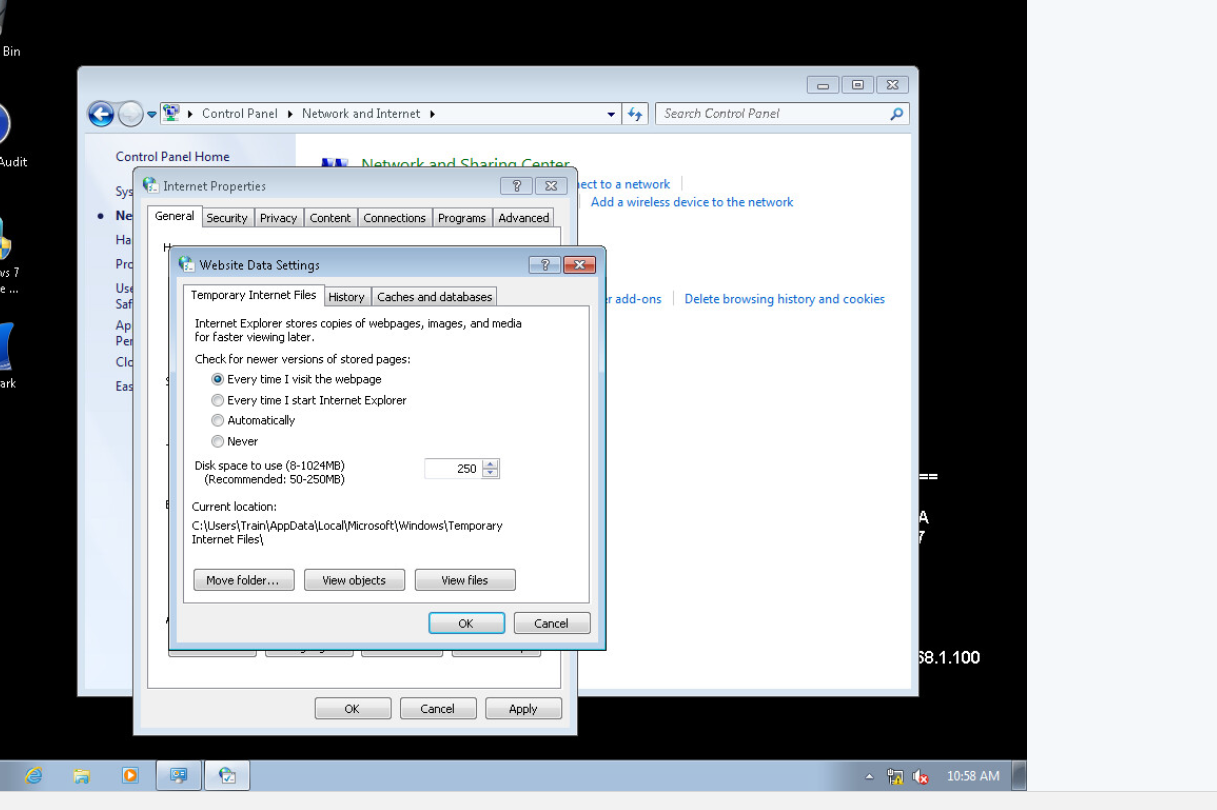 Bin
Audit
ws 7
e ...
ark
Control Panel
Network and Internet
Search Control Panel
Control Panel Home
Sys
Ne
Ha
Pro
Use
Saf
Ap
Per
Clo
Eas
Network and Sharing Center
nect to a network
Add a wireless device to the network
r add-ons
Delete browsing history and cookies
Internet Properties
General
Security
Privacy
Content
Connections
Programs
Advanced
Website Data Settings
Temporary Internet Files
History
Caches and databases
Internet Explorer stores copies of webpages, images, and media
for faster viewing later.
Check for newer versions of stored pages:
Every time I visit the webpage
Every time I start Internet Explorer
Automatically
Never
Disk space to use (8-1024MB)
(Recommended: 50-250MB)
250
Current location:
C:\Users\Train\AppData\Local\Microsoft\Windows\Temporary
Internet Files\
Move folder...
View objects
View files
OK
Cancel
OK
Cancel
Apply
==
A
7
68.1.100
10:58 AM